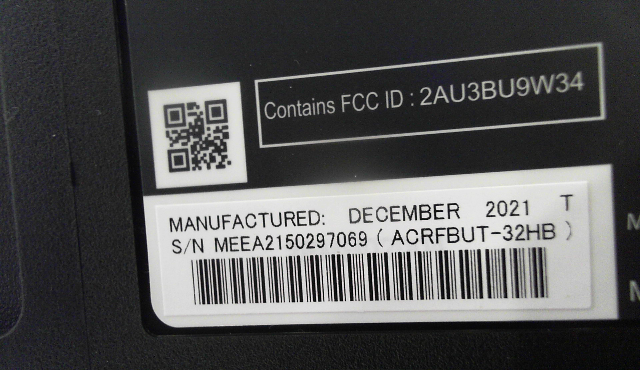 Contains FCC ID : 2AU3BU9W34
MANUFACTURED: DECEMBER 2021 T
S/N MEEA2150297069 ( ACRFBUT-32HB )